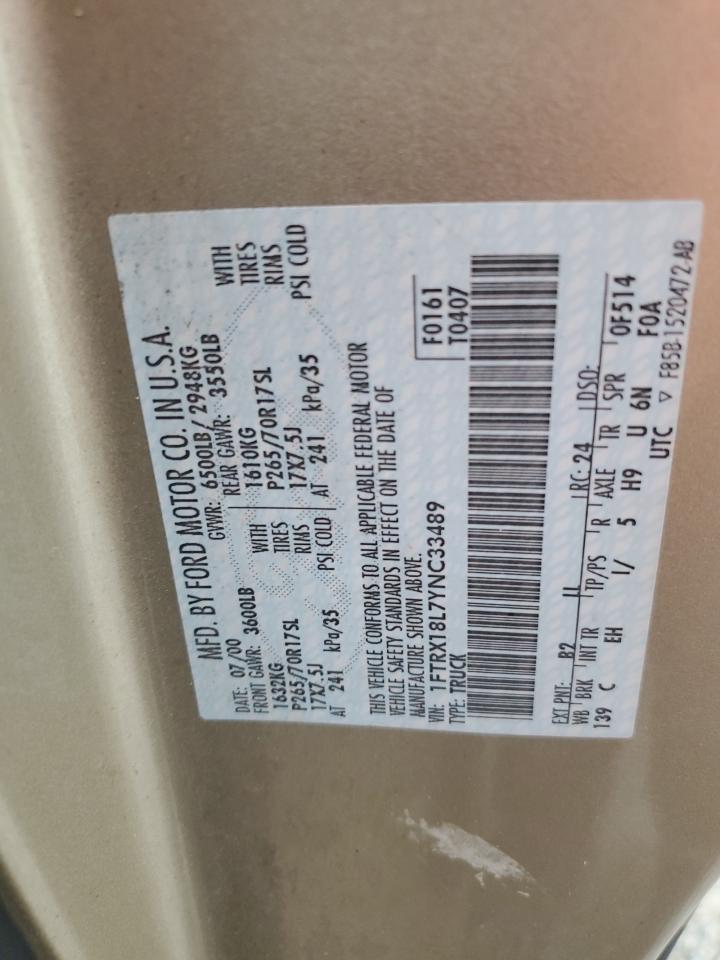 MFD. BY FORD MOTOR CO. IN U.S.A.
DATE: 07/00 GVWR: 6500LB/2948KG
FRONT GAWR: 3600LB REAR GAWR: 3550LB
1632KG WITH 1610KG WITH
P265/70R17SL TIRES P265/70R17SL TIRES
17X7.5J RIMS 17X7.5J RIMS
AT 241 kPa/35 PSI COLD AT 241 kPa/35 PSI COLD
THIS VEHICLE CONFORMS TO ALL APPLICABLE FEDERAL MOTOR
VEHICLE SAFETY STANDARDS IN EFFECT ON THE DATE OF
MANUFACTURE SHOWN ABOVE.
VIN: 1FTRX18L7YNC33489 F0161
TYPE: TRUCK T0407
EXT PNT: B2 RC: 24 DSO:
WB BRK INT TR TP/PS R AXLE TR SPR 0F514
139 C EH I/ 5 H9 U 6N F0A
UTC ▽ F85B-1520472-AB